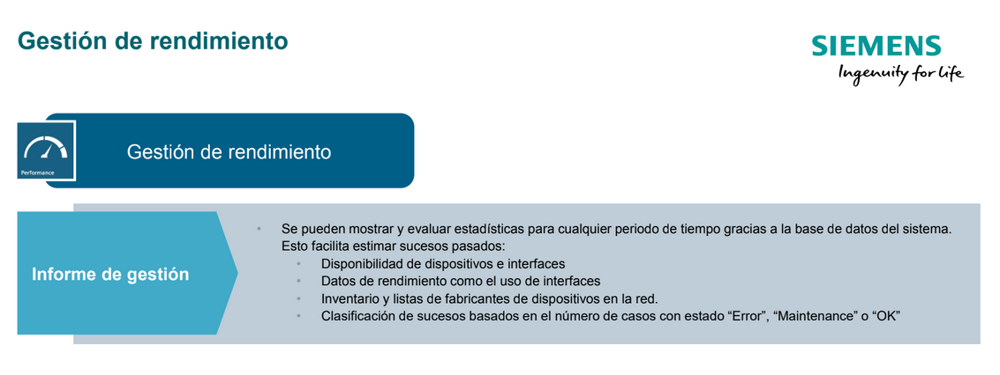 Gestión de rendimiento
SIEMENS
Ingenuity for life
Gestión de rendimiento
Performance
Informe de gestión
• Se pueden mostrar y evaluar estadísticas para cualquier periodo de tiempo gracias a la base de datos del sistema.
Esto facilita estimar sucesos pasados:
• Disponibilidad de dispositivos e interfaces
• Datos de rendimiento como el uso de interfaces
• Inventario y listas de fabricantes de dispositivos en la red.
• Clasificación de sucesos basados en el número de casos con estado “Error”, “Maintenance” o “OK”